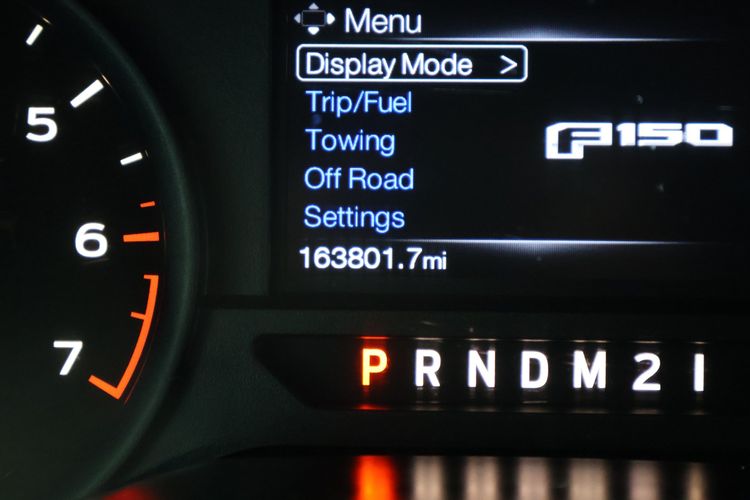 Menu
Display Mode >
Trip/Fuel
Towing
Off Road
Settings
F150
163801.7mi
5
6
7
P R N D M 2 1